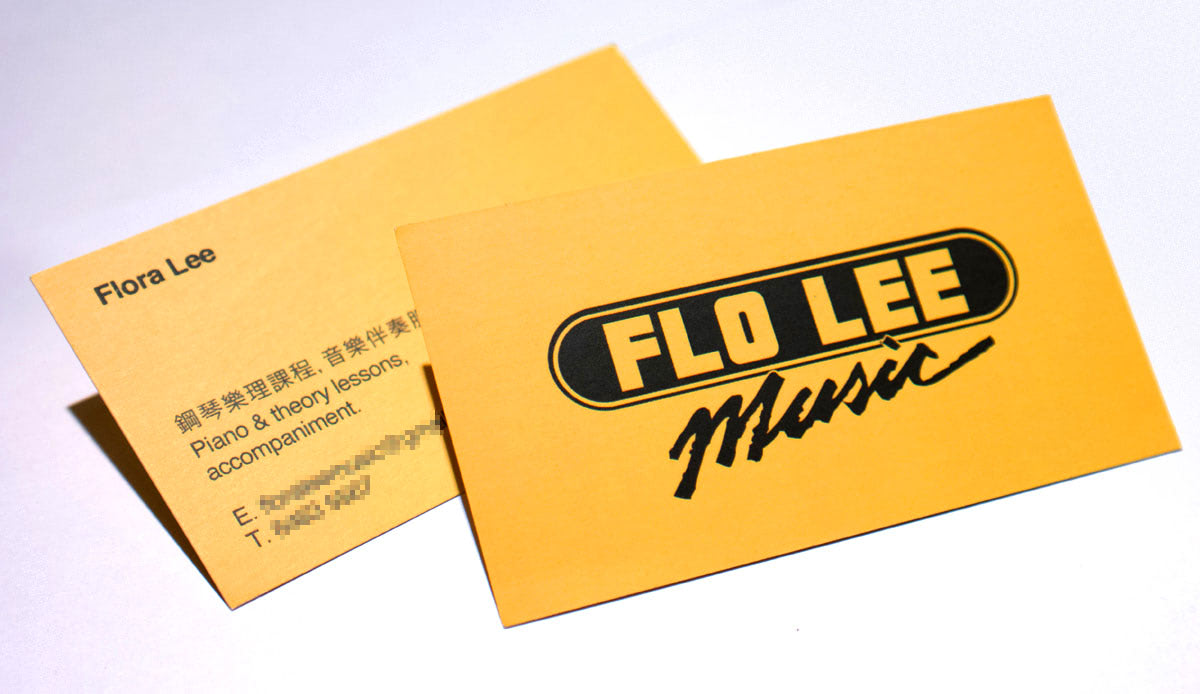 Flora Lee
鋼琴樂理課程, 音樂伴奏
Piano & theory lessons,
accompaniment.
E.
T.
FLO LEE
Music